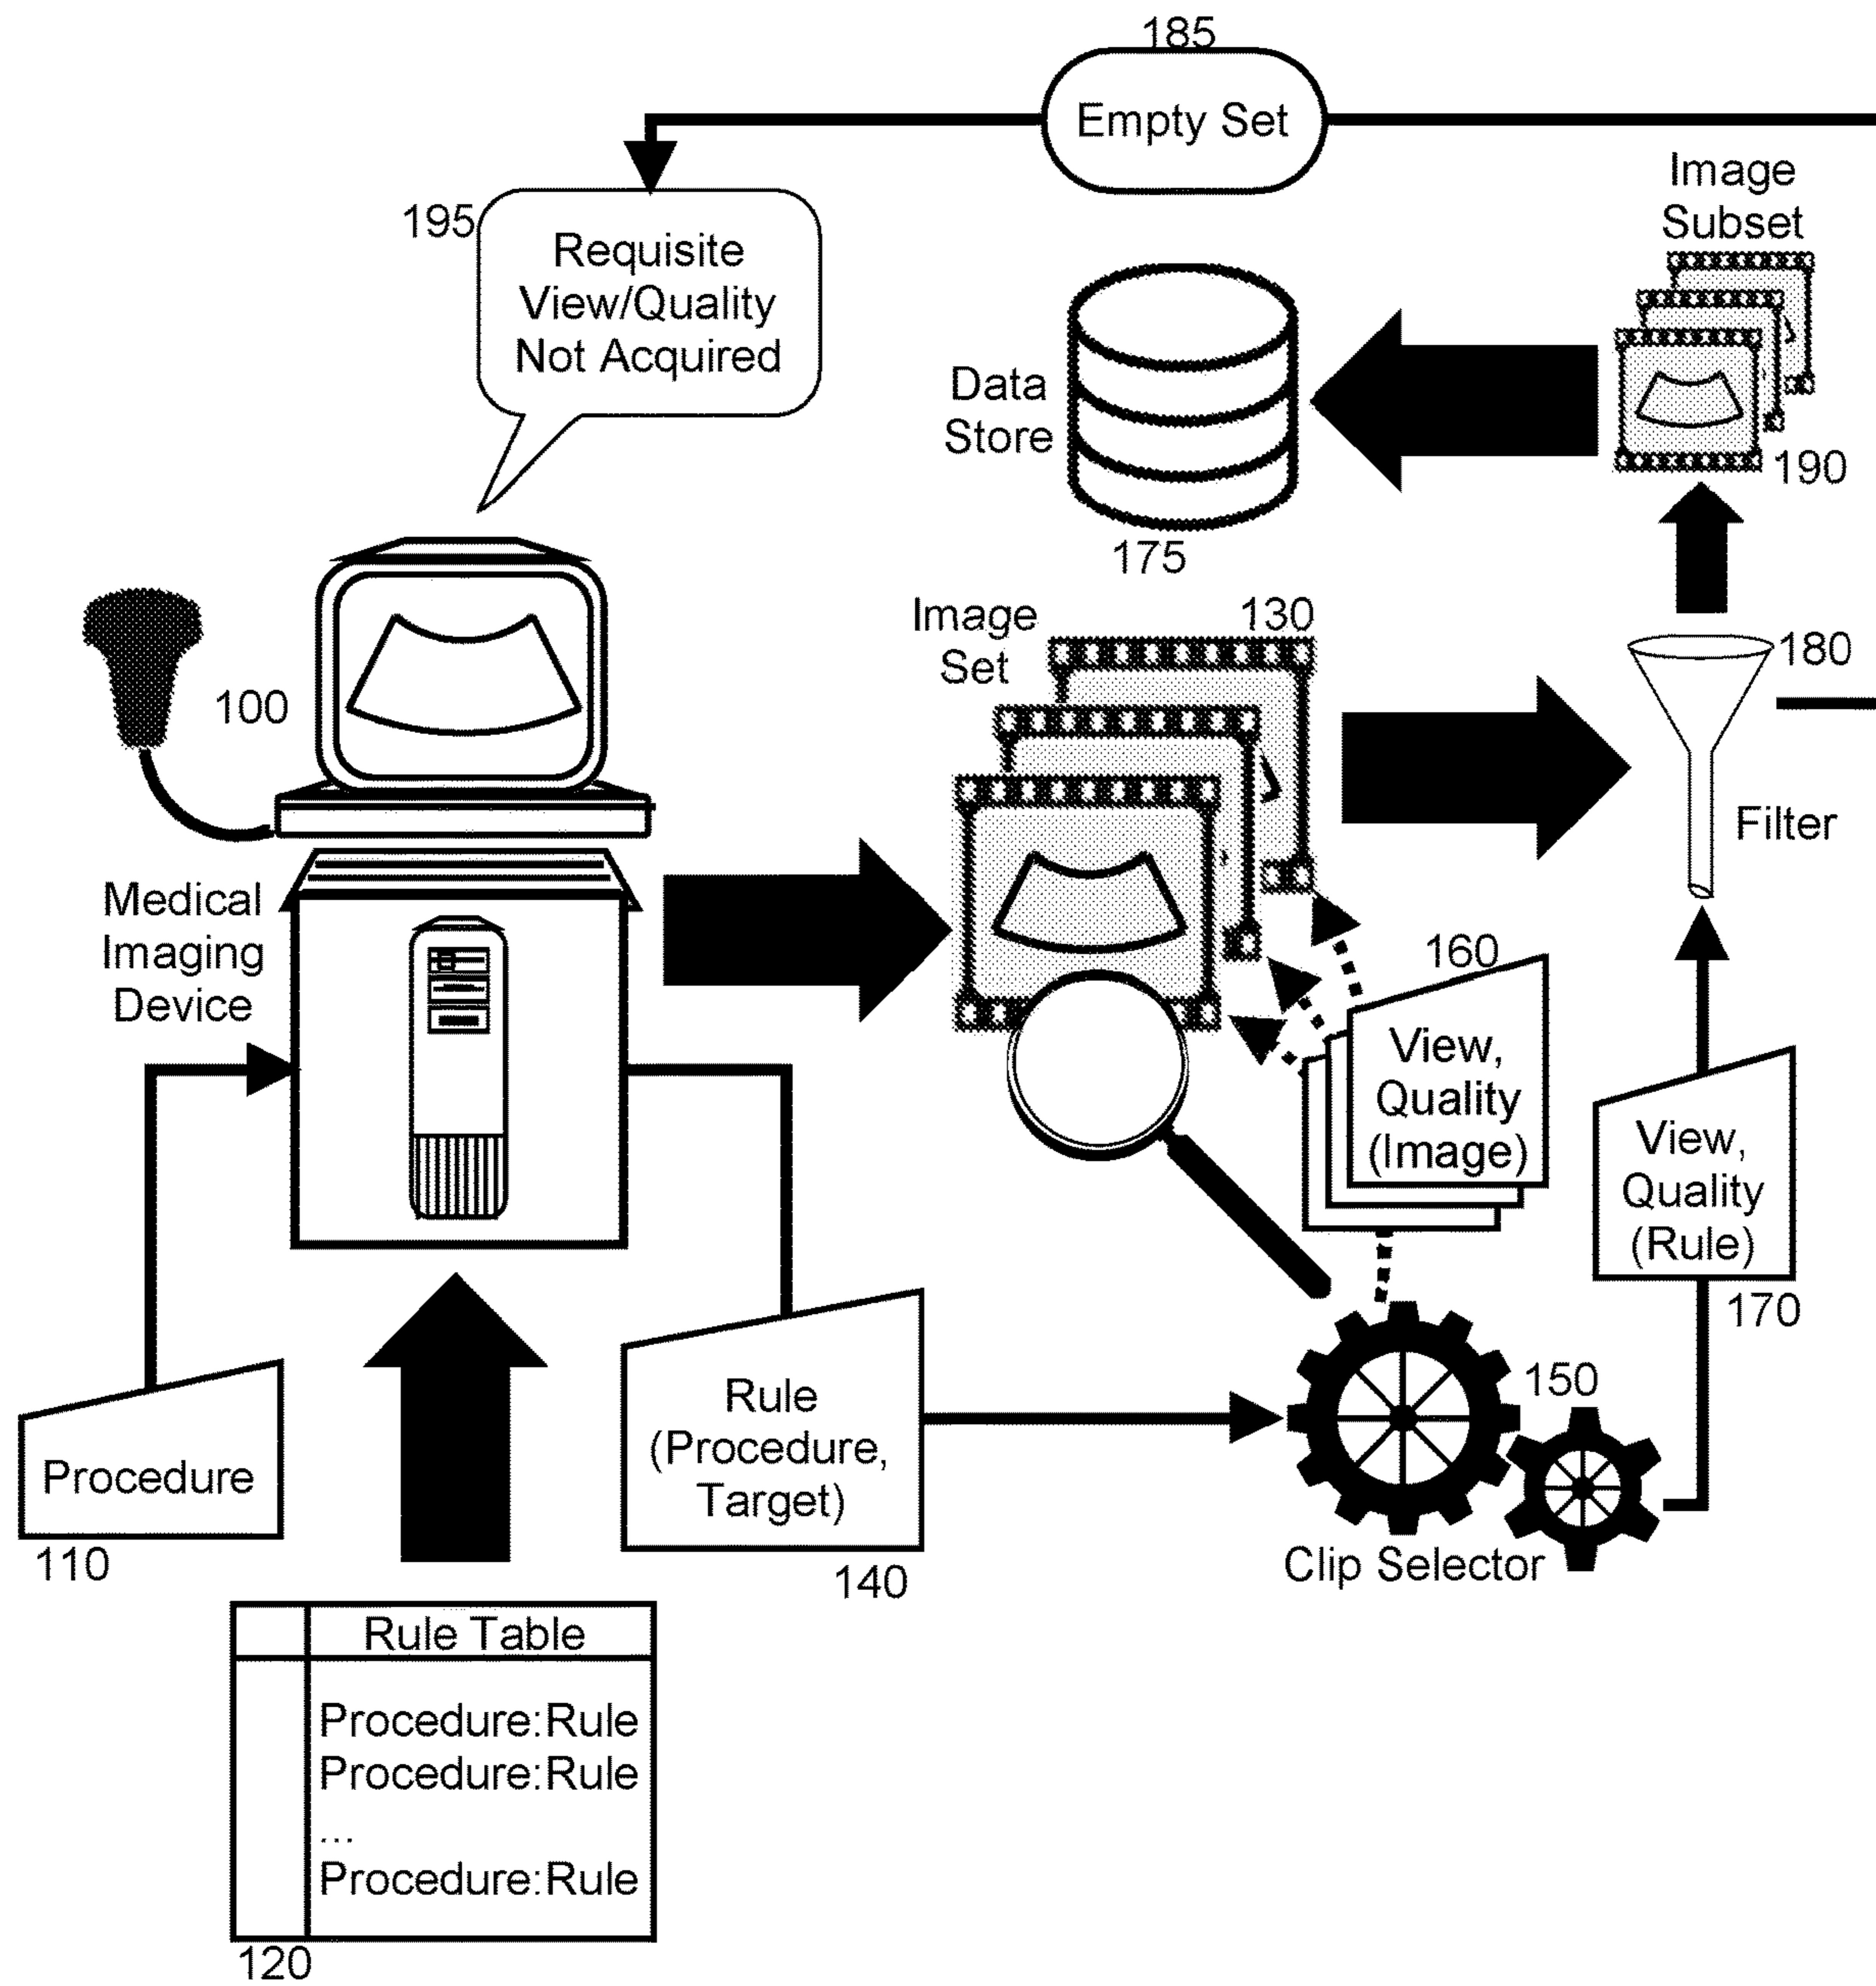 185
Empty Set
195
Requisite
View/Quality
Not Acquired
Image
Subset
190
Data
Store
175
100
Medical
Imaging
Device
Image
Set
130
180
Filter
160
View,
Quality
(Image)
View,
Quality
(Rule)
170
Procedure
110
Rule
(Procedure,
Target)
140
150
Clip Selector
Rule Table
Procedure:Rule
Procedure:Rule
...
Procedure:Rule
120